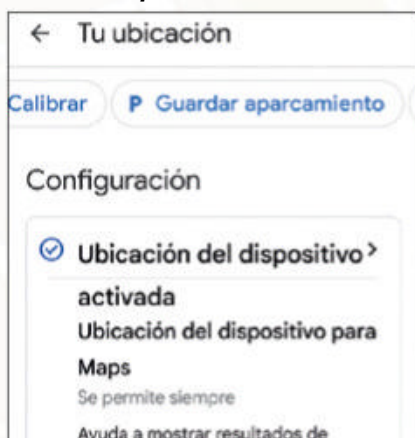 ← Tu ubicación
Calibrar P Guardar aparcamiento
Configuración
Ubicación del dispositivo >
activada
Ubicación del dispositivo para
Maps
Se permite siempre
Ayuda a mostrar resultados de